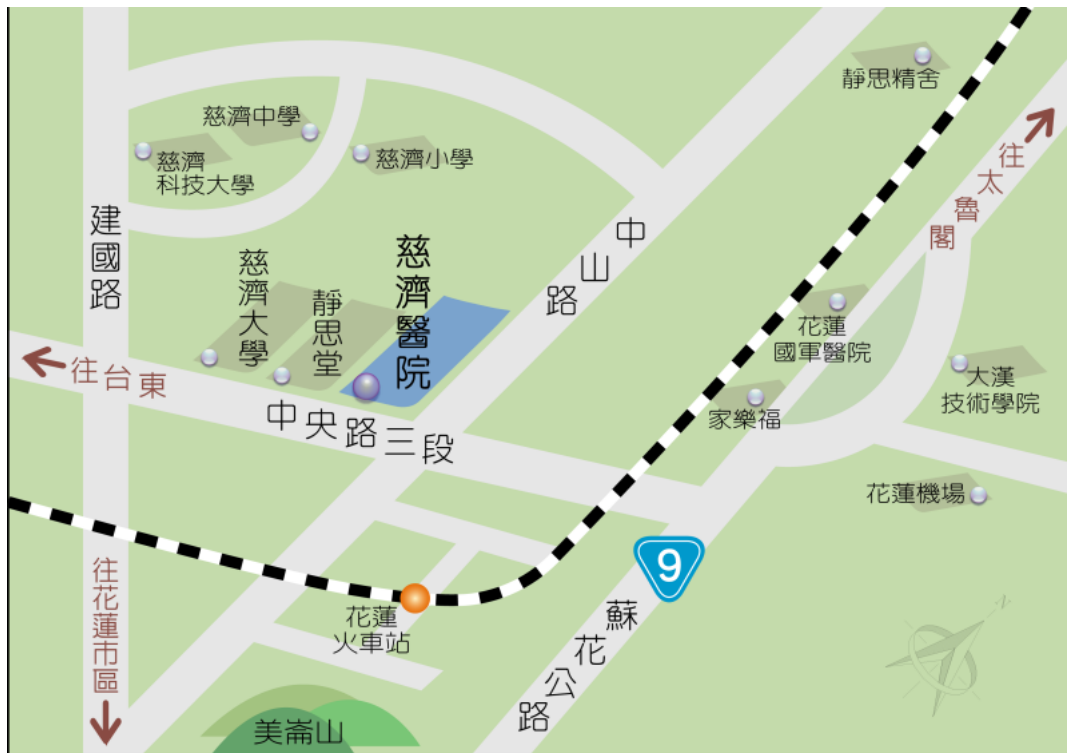 靜思精舍
慈濟中學
慈濟
科技大學
慈濟小學
往太魯閣
建國路
中山路
慈濟大學
靜思堂
慈濟醫院
花蓮
國軍醫院
往台東
大漢
技術學院
家樂福
中央路三段
花蓮機場
9
往花蓮市區
花蓮
火車站
蘇花公路
N
美崙山